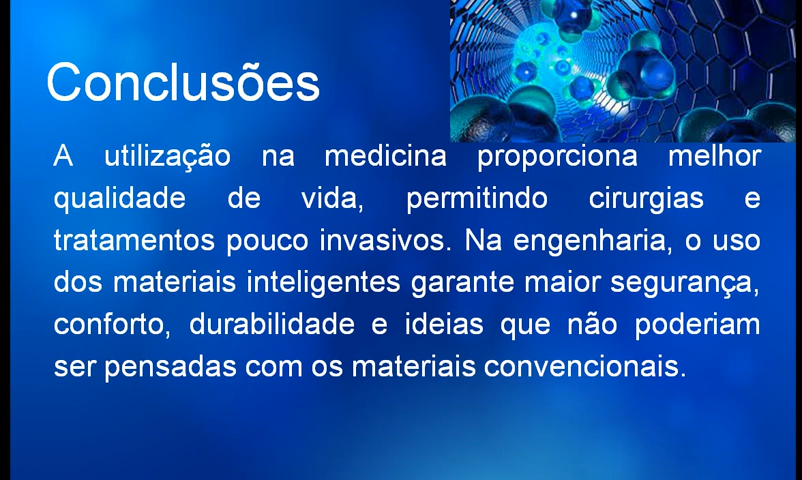 Conclusões
A utilização na medicina proporciona melhor
qualidade de vida, permitindo cirurgias e
tratamentos pouco invasivos. Na engenharia, o uso
dos materiais inteligentes garante maior segurança,
conforto, durabilidade e ideias que não poderiam
ser pensadas com os materiais convencionais.